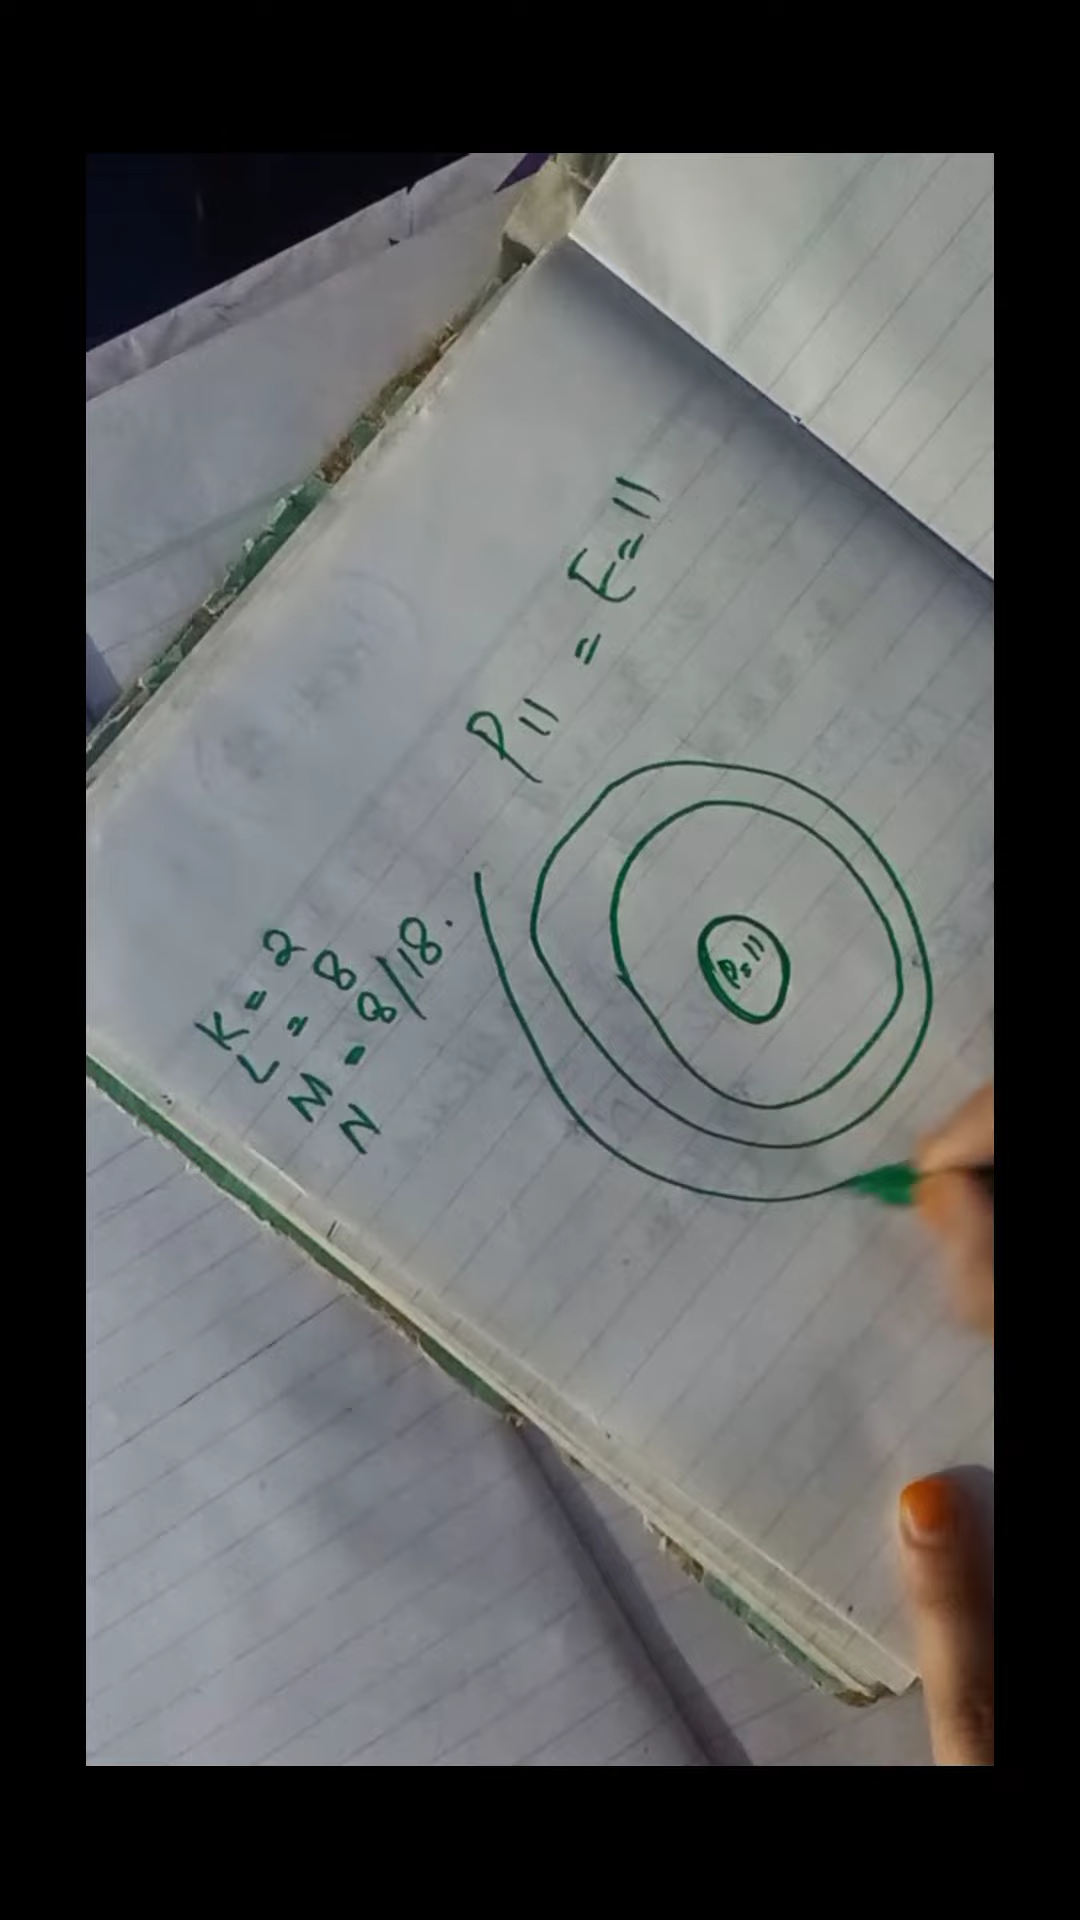 P11 = E=11
K = 2
L = 8
M = 8/18.
N
P=11